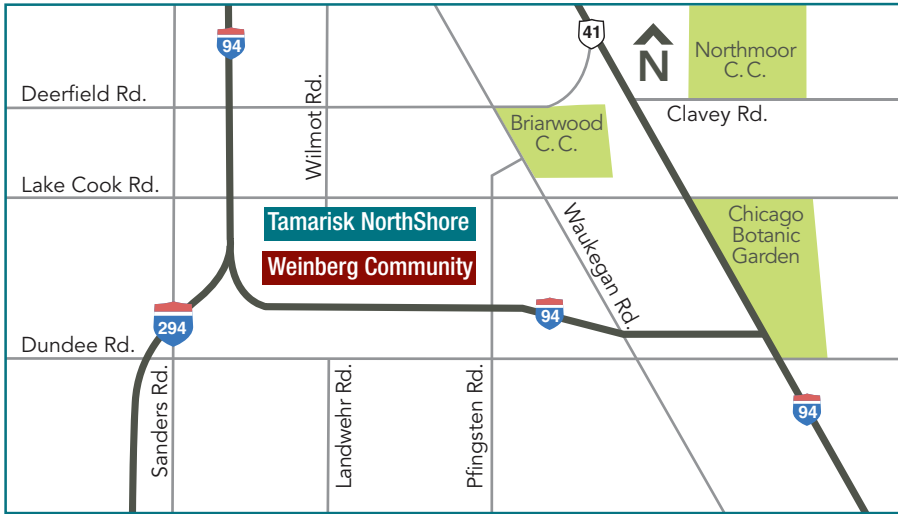 94
41
N
Northmoor
C.C.
Deerfield Rd.
Wilmot Rd.
Clavey Rd.
Briarwood
C.C.
Lake Cook Rd.
Tamarisk NorthShore
Waukegan Rd.
Chicago
Botanic
Garden
Weinberg Community
294
94
Dundee Rd.
Sanders Rd.
Landwehr Rd.
Pfingsten Rd.
94